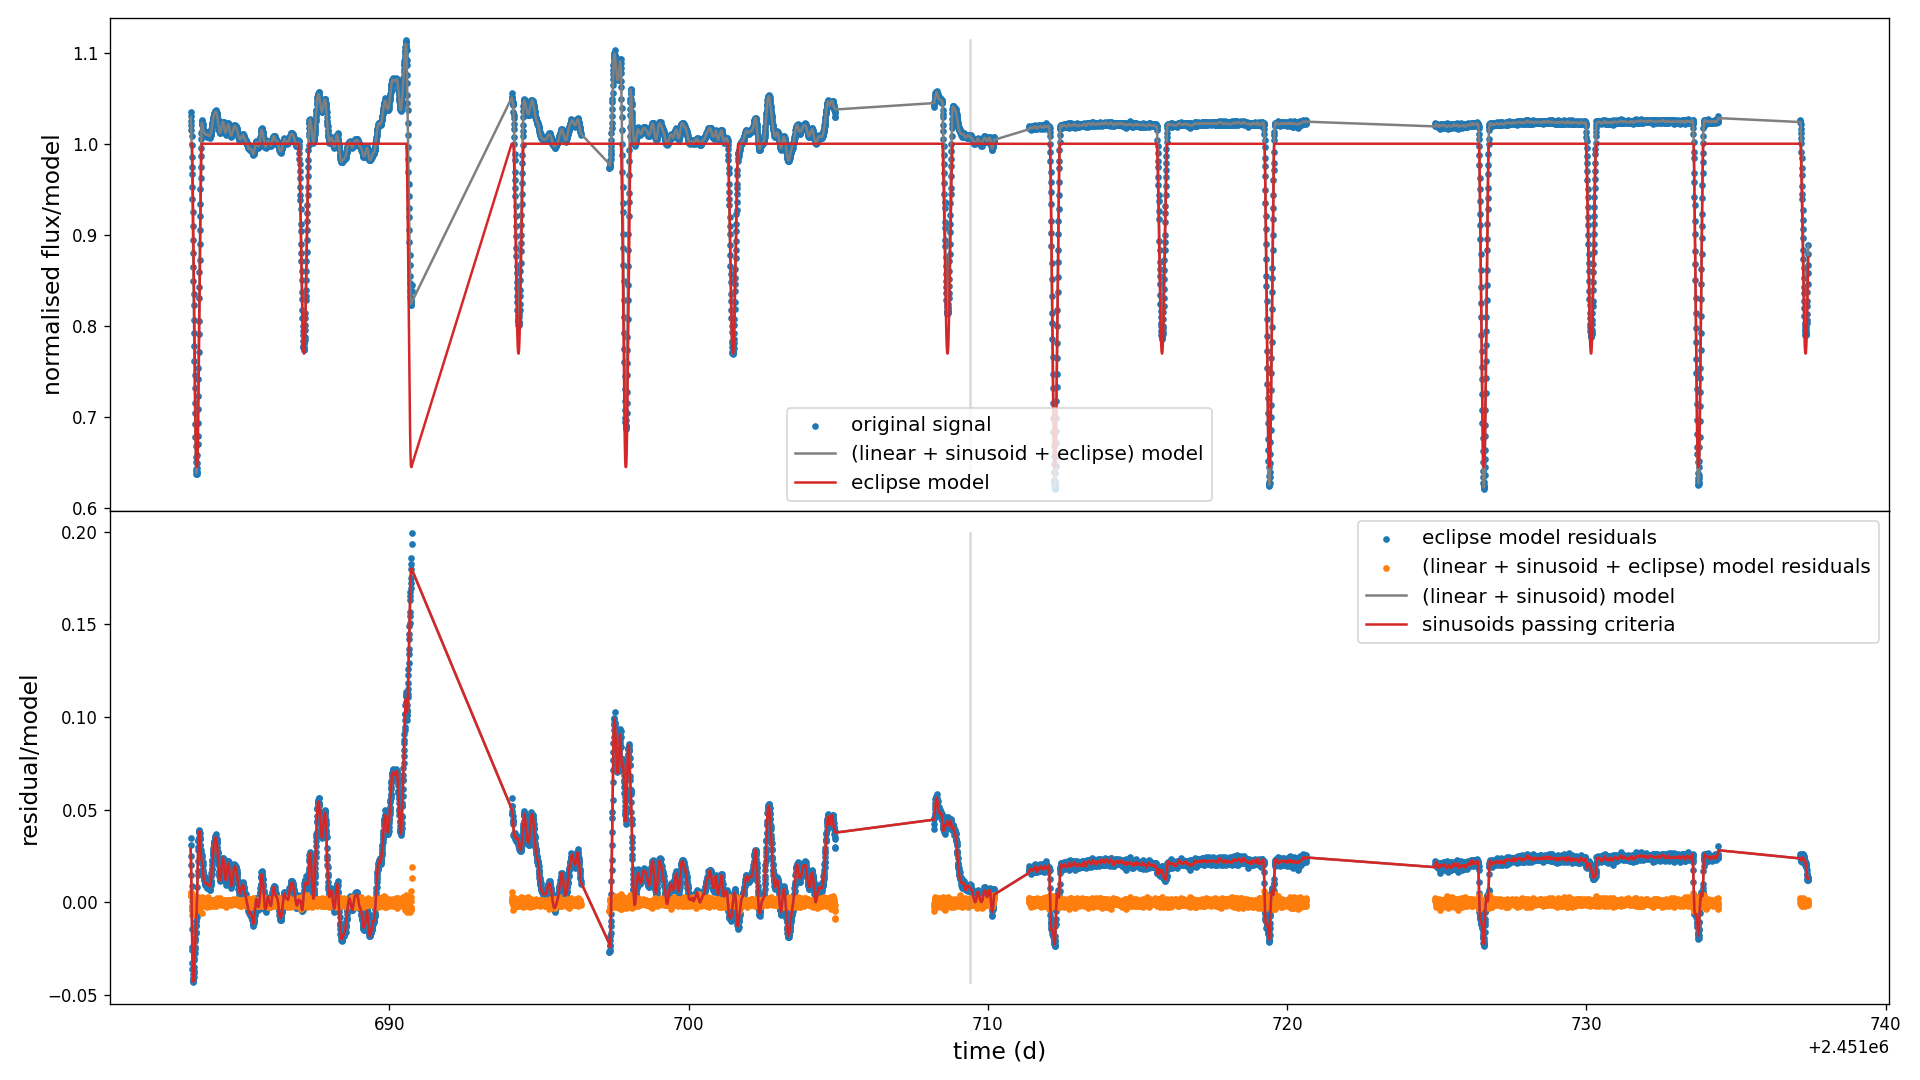 normalised flux/model
1.1
1.0
0.9
0.8
0.7
0.6
original signal
(linear + sinusoid + eclipse) model
eclipse model
residual/model
0.20
0.15
0.10
0.05
0.00
−0.05
eclipse model residuals
(linear + sinusoid + eclipse) model residuals
(linear + sinusoid) model
sinusoids passing criteria
690
700
710
720
730
740
time (d)
+2.451e6